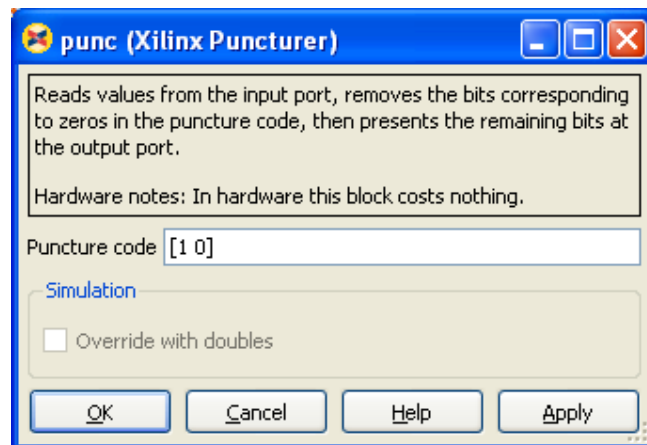 punc (Xilinx Puncturer)
Reads values from the input port, removes the bits corresponding
to zeros in the puncture code, then presents the remaining bits at
the output port.
Hardware notes: In hardware this block costs nothing.
Puncture code [1 0]
Simulation
Override with doubles
OK Cancel Help Apply